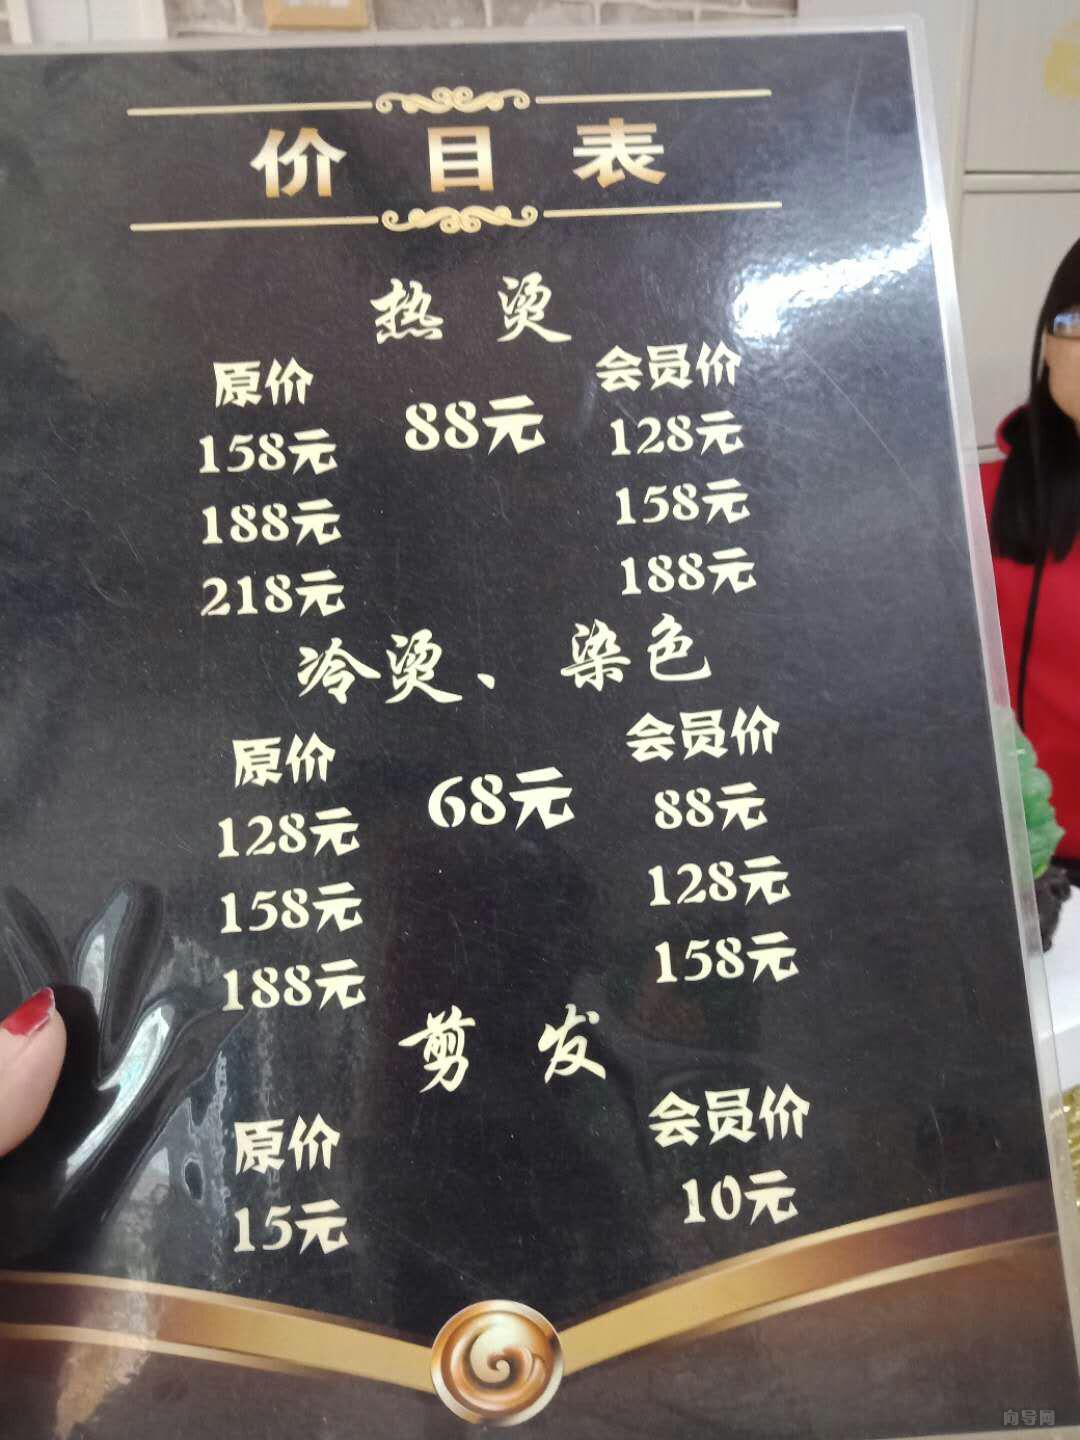 价目表
热烫
原价 会员价
88元
158元 128元
188元 158元
218元 188元
冷烫、染色
原价 会员价
68元
128元 88元
158元 128元
188元 158元
剪发
原价 会员价
15元 10元
向导网